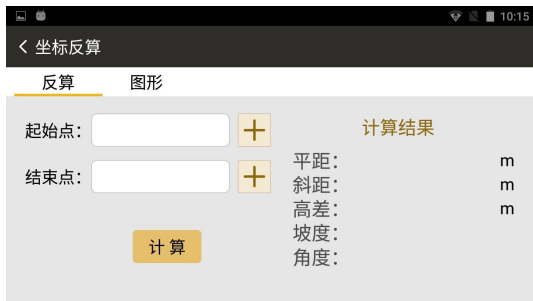 10:15
坐标反算
反算 图形
起始点：
结束点：
计算
计算结果
平距： m
斜距： m
高差： m
坡度：
角度：